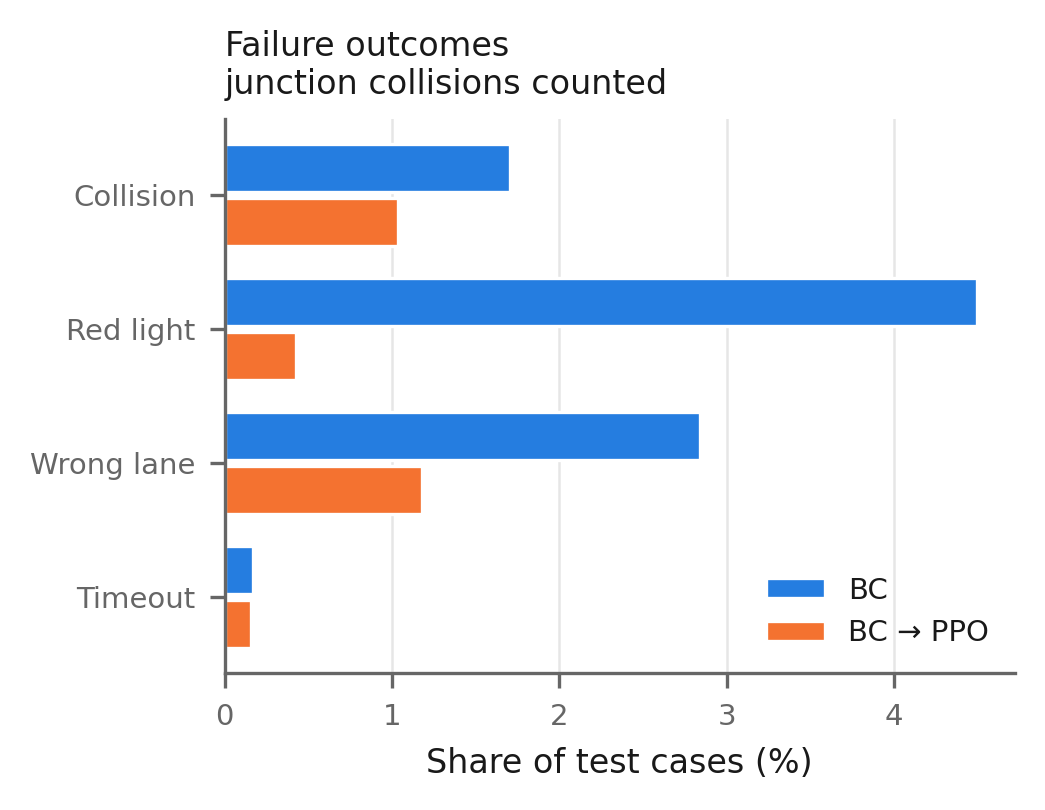 Failure outcomes
junction collisions counted
Collision
Red light
Wrong lane
Timeout
BC
BC → PPO
0 1 2 3 4
Share of test cases (%)